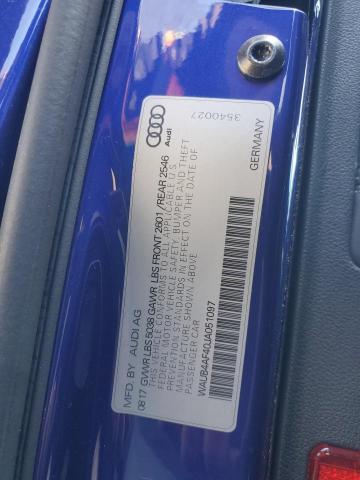 3540027
Audi
MFD. BY AUDI AG GERMANY
08.17 GVWR LBS 5038 GAWR LBS FRONT 2601 /REAR 2546
THIS VEHICLE CONFORMS TO ALL APPLICABLE U.S.
FEDERAL MOTOR VEHICLE SAFETY, BUMPER AND THEFT
PREVENTION STANDARDS IN EFFECT ON THE DATE OF
MANUFACTURE SHOWN ABOVE
PASSENGER CAR
WAUB4AF40JA051097